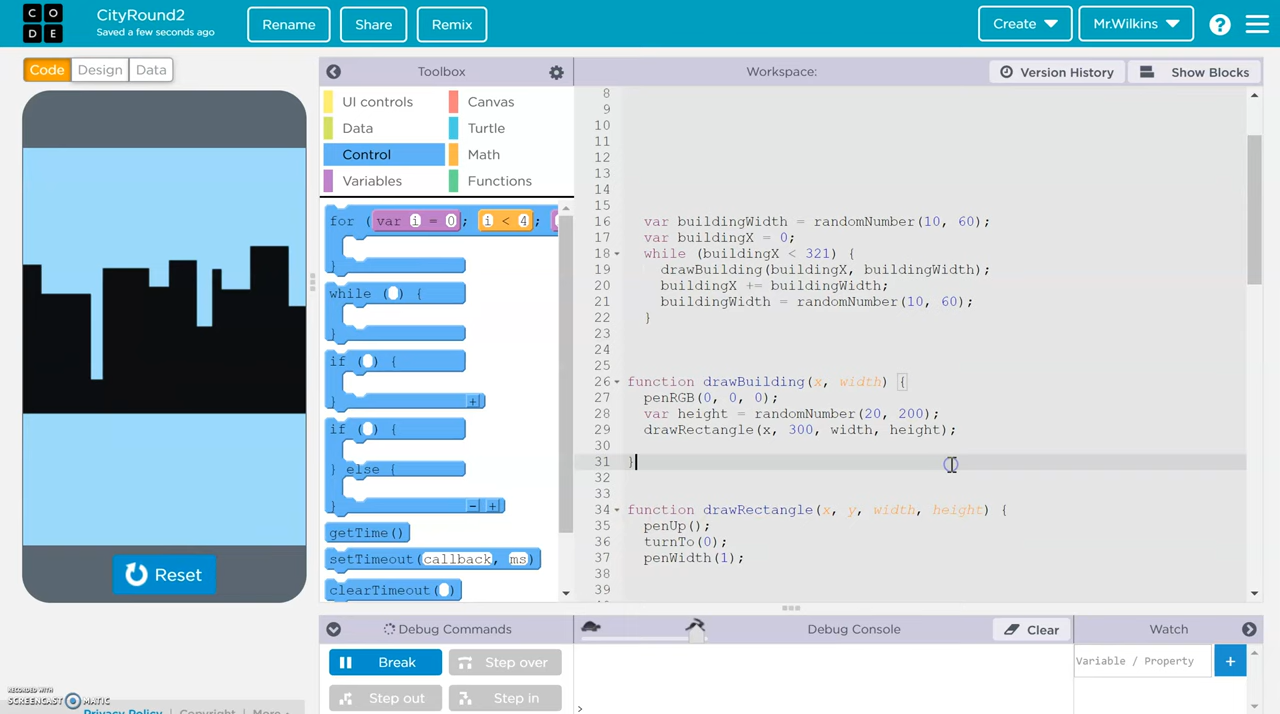 C O D E
CityRound2
Saved a few seconds ago
Rename
Share
Remix
Create
Mr.Wilkins
?
Code
Design
Data
Toolbox
Workspace:
Version History
Show Blocks
UI controls
Canvas
Data
Turtle
Control
Math
Variables
Functions
for ( var i = 0 ; i < 4 ;
}
while ( ) {
}
if ( ) {
} +
if ( ) {
} else {
} - +
getTime()
setTimeout(callback, ms)
clearTimeout( )
8
9
10
11
12
13
14
15
16 var buildingWidth = randomNumber(10, 60);
17 var buildingX = 0;
18 while (buildingX < 321) {
19 drawBuilding(buildingX, buildingWidth);
20 buildingX += buildingWidth;
21 buildingWidth = randomNumber(10, 60);
22 }
23
24
25
26 function drawBuilding(x, width) {
27 penRGB(0, 0, 0);
28 var height = randomNumber(20, 200);
29 drawRectangle(x, 300, width, height);
30
31 }
32
33
34 function drawRectangle(x, y, width, height) {
35 penUp();
36 turnTo(0);
37 penWidth(1);
38
39
Reset
Debug Commands
Debug Console
Clear
Watch
Break
Step over
Step out
Step in
Variable / Property
+
>
RECORDED WITH
SCREENCAST MATIC
Privacy Policy
Copyright
More